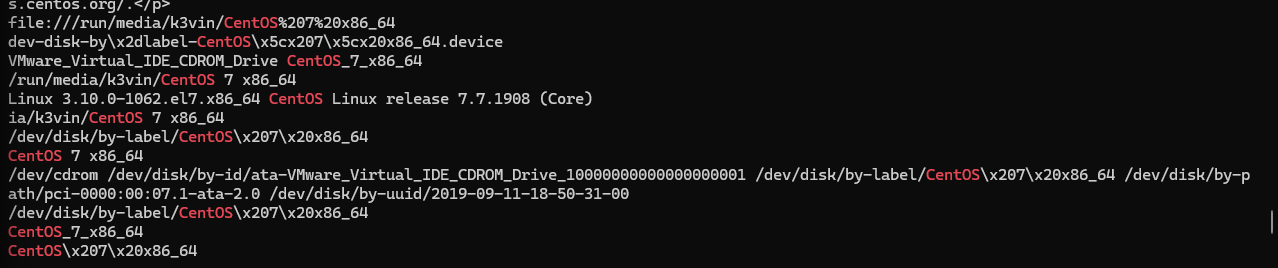 s.centos.org/.</p>
file:///run/media/k3vin/CentOS%207%20x86_64
dev-disk-by\x2dlabel-CentOS\x5cx207\x5cx20x86_64.device
VMware_Virtual_IDE_CDROM_Drive CentOS_7_x86_64
/run/media/k3vin/CentOS 7 x86_64
Linux 3.10.0-1062.el7.x86_64 CentOS Linux release 7.7.1908 (Core)
ia/k3vin/CentOS 7 x86_64
/dev/disk/by-label/CentOS\x207\x20x86_64
CentOS 7 x86_64
/dev/cdrom /dev/disk/by-id/ata-VMware_Virtual_IDE_CDROM_Drive_10000000000000000001 /dev/disk/by-label/CentOS\x207\x20x86_64 /dev/disk/by-p
ath/pci-0000:00:07.1-ata-2.0 /dev/disk/by-uuid/2019-09-11-18-50-31-00
/dev/disk/by-label/CentOS\x207\x20x86_64
CentOS_7_x86_64
CentOS\x207\x20x86_64